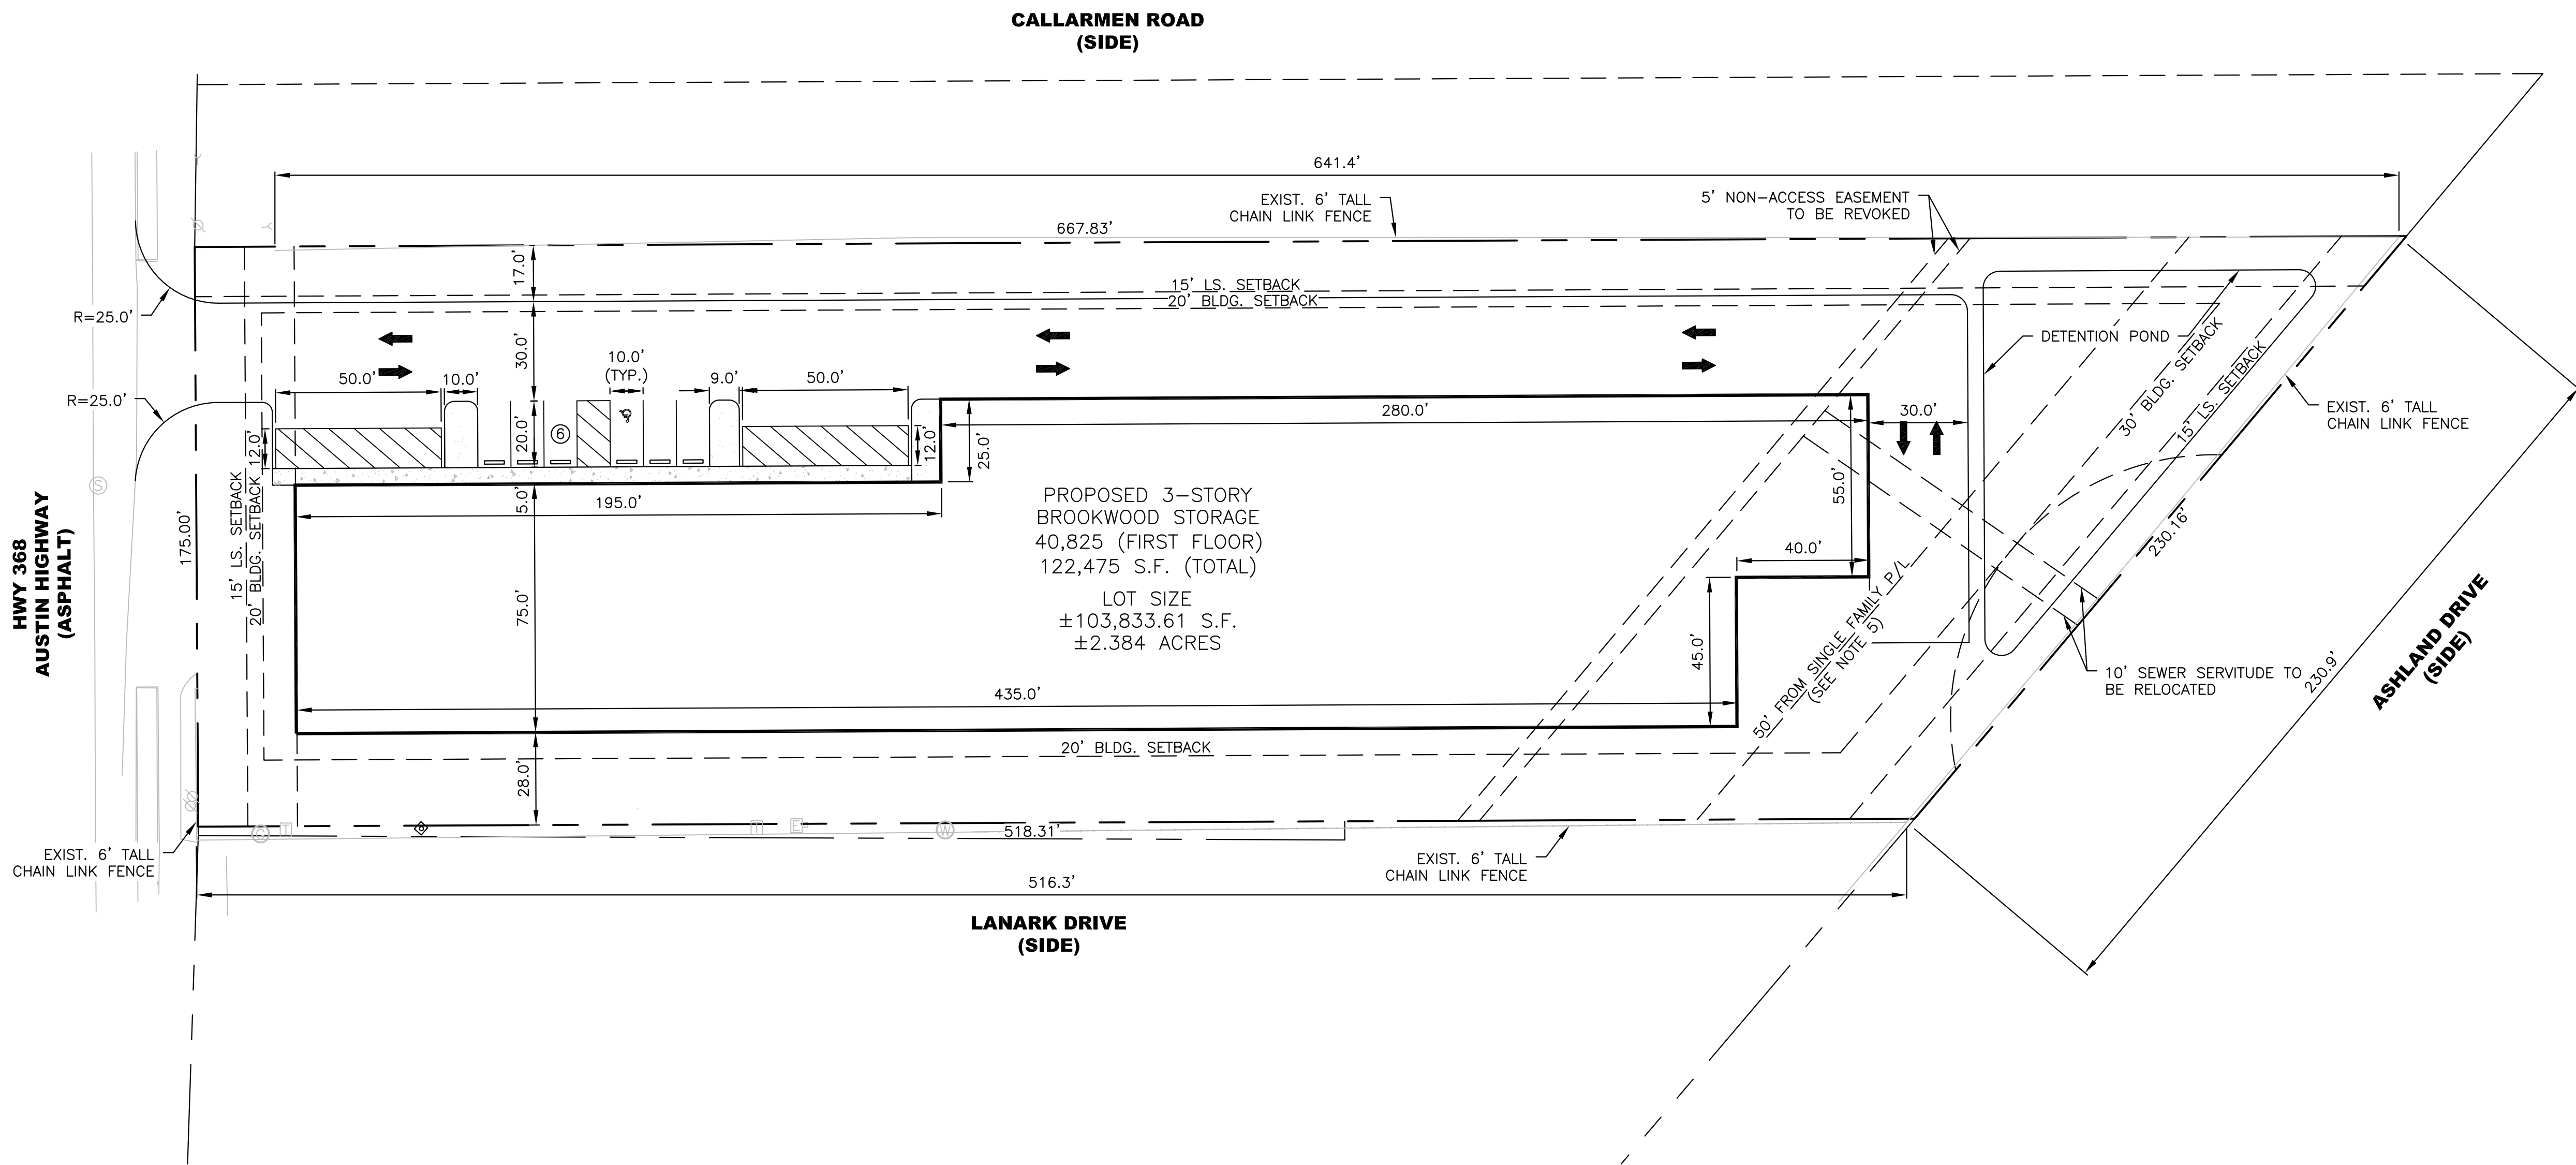 CALLARMEN ROAD
(SIDE)
641.4'
EXIST. 6' TALL
CHAIN LINK FENCE
5' NON-ACCESS EASEMENT
TO BE REVOKED
667.83'
17.0'
15' LS. SETBACK
20' BLDG. SETBACK
R=25.0'
DETENTION POND
30.0'
10.0'
(TYP.)
50.0'
10.0'
9.0'
50.0'
R=25.0'
280.0'
30.0'
30' BLDG. SETBACK
15' LS. SETBACK
EXIST. 6' TALL
CHAIN LINK FENCE
12.0'
20.0'
6
12.0'
25.0'
S
HWY 368
AUSTIN HIGHWAY
(ASPHALT)
175.00'
15' LS. SETBACK
20' BLDG. SETBACK
5.0'
195.0'
PROPOSED 3-STORY
BROOKWOOD STORAGE
40,825 (FIRST FLOOR)
122,475 S.F. (TOTAL)
LOT SIZE
±103,833.61 S.F.
±2.384 ACRES
55.0'
40.0'
230.16'
75.0'
45.0'
50' FROM SINGLE FAMILY P/L
(SEE NOTE 5)
10' SEWER SERVITUDE TO
BE RELOCATED
230.9'
ASHLAND DRIVE
(SIDE)
435.0'
20' BLDG. SETBACK
28.0'
G
T
T
E
W
518.31'
EXIST. 6' TALL
CHAIN LINK FENCE
EXIST. 6' TALL
CHAIN LINK FENCE
516.3'
LANARK DRIVE
(SIDE)